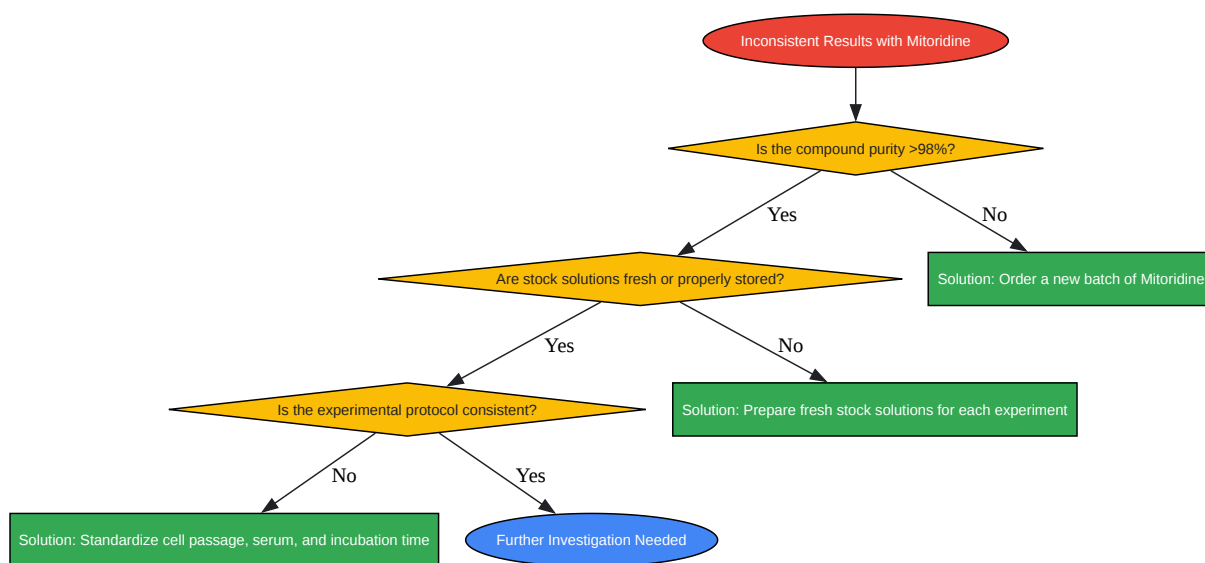 Inconsistent Results with Mitoridine
Is the compound purity >98%?
Yes
No
Are stock solutions fresh or properly stored?
Solution: Order a new batch of Mitoridine
Yes
No
Is the experimental protocol consistent?
Solution: Prepare fresh stock solutions for each experiment
No
Yes
Solution: Standardize cell passage, serum, and incubation time
Further Investigation Needed